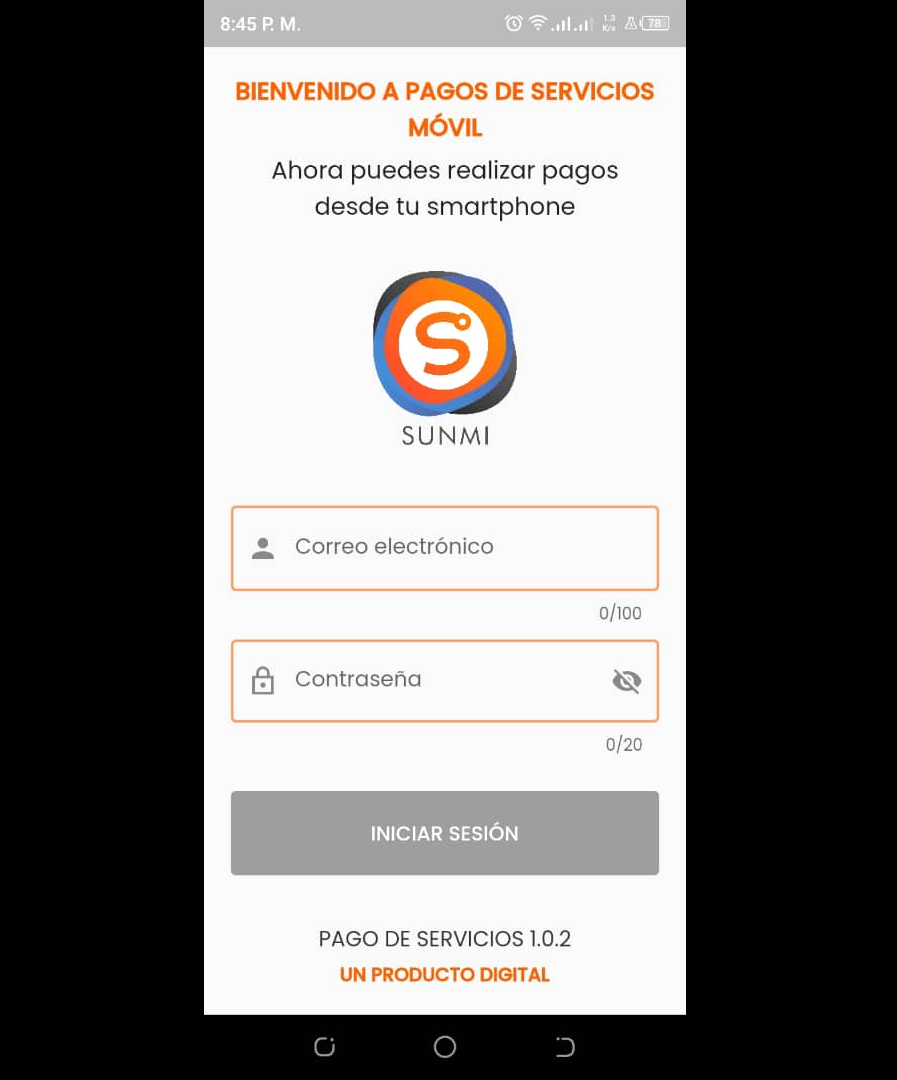 8:45 P. M.
1.3
K/s
78
BIENVENIDO A PAGOS DE SERVICIOS
MÓVIL
Ahora puedes realizar pagos
desde tu smartphone
S
SUNMI
Correo electrónico
0/100
Contraseña
0/20
INICIAR SESIÓN
PAGO DE SERVICIOS 1.0.2
UN PRODUCTO DIGITAL